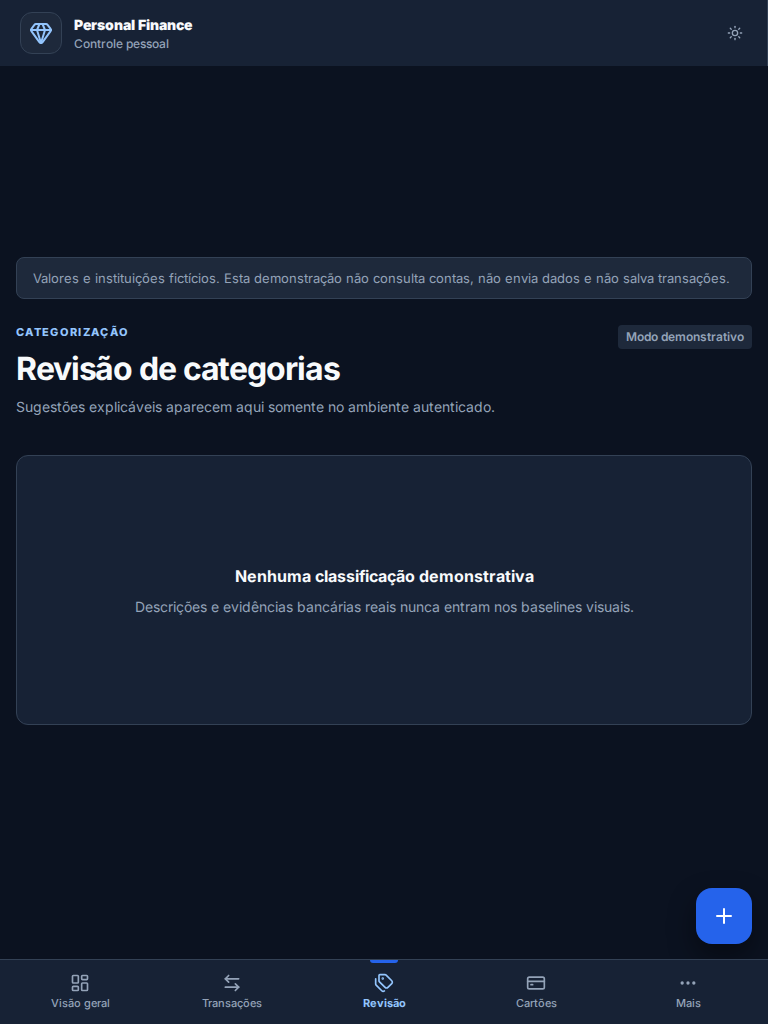 Personal Finance
Controle pessoal
Valores e instituições fictícios. Esta demonstração não consulta contas, não envia dados e não salva transações.
CATEGORIZAÇÃO
Modo demonstrativo
Revisão de categorias
Sugestões explicáveis aparecem aqui somente no ambiente autenticado.
Nenhuma classificação demonstrativa
Descrições e evidências bancárias reais nunca entram nos baselines visuais.
Visão geral
Transações
Revisão
Cartões
Mais